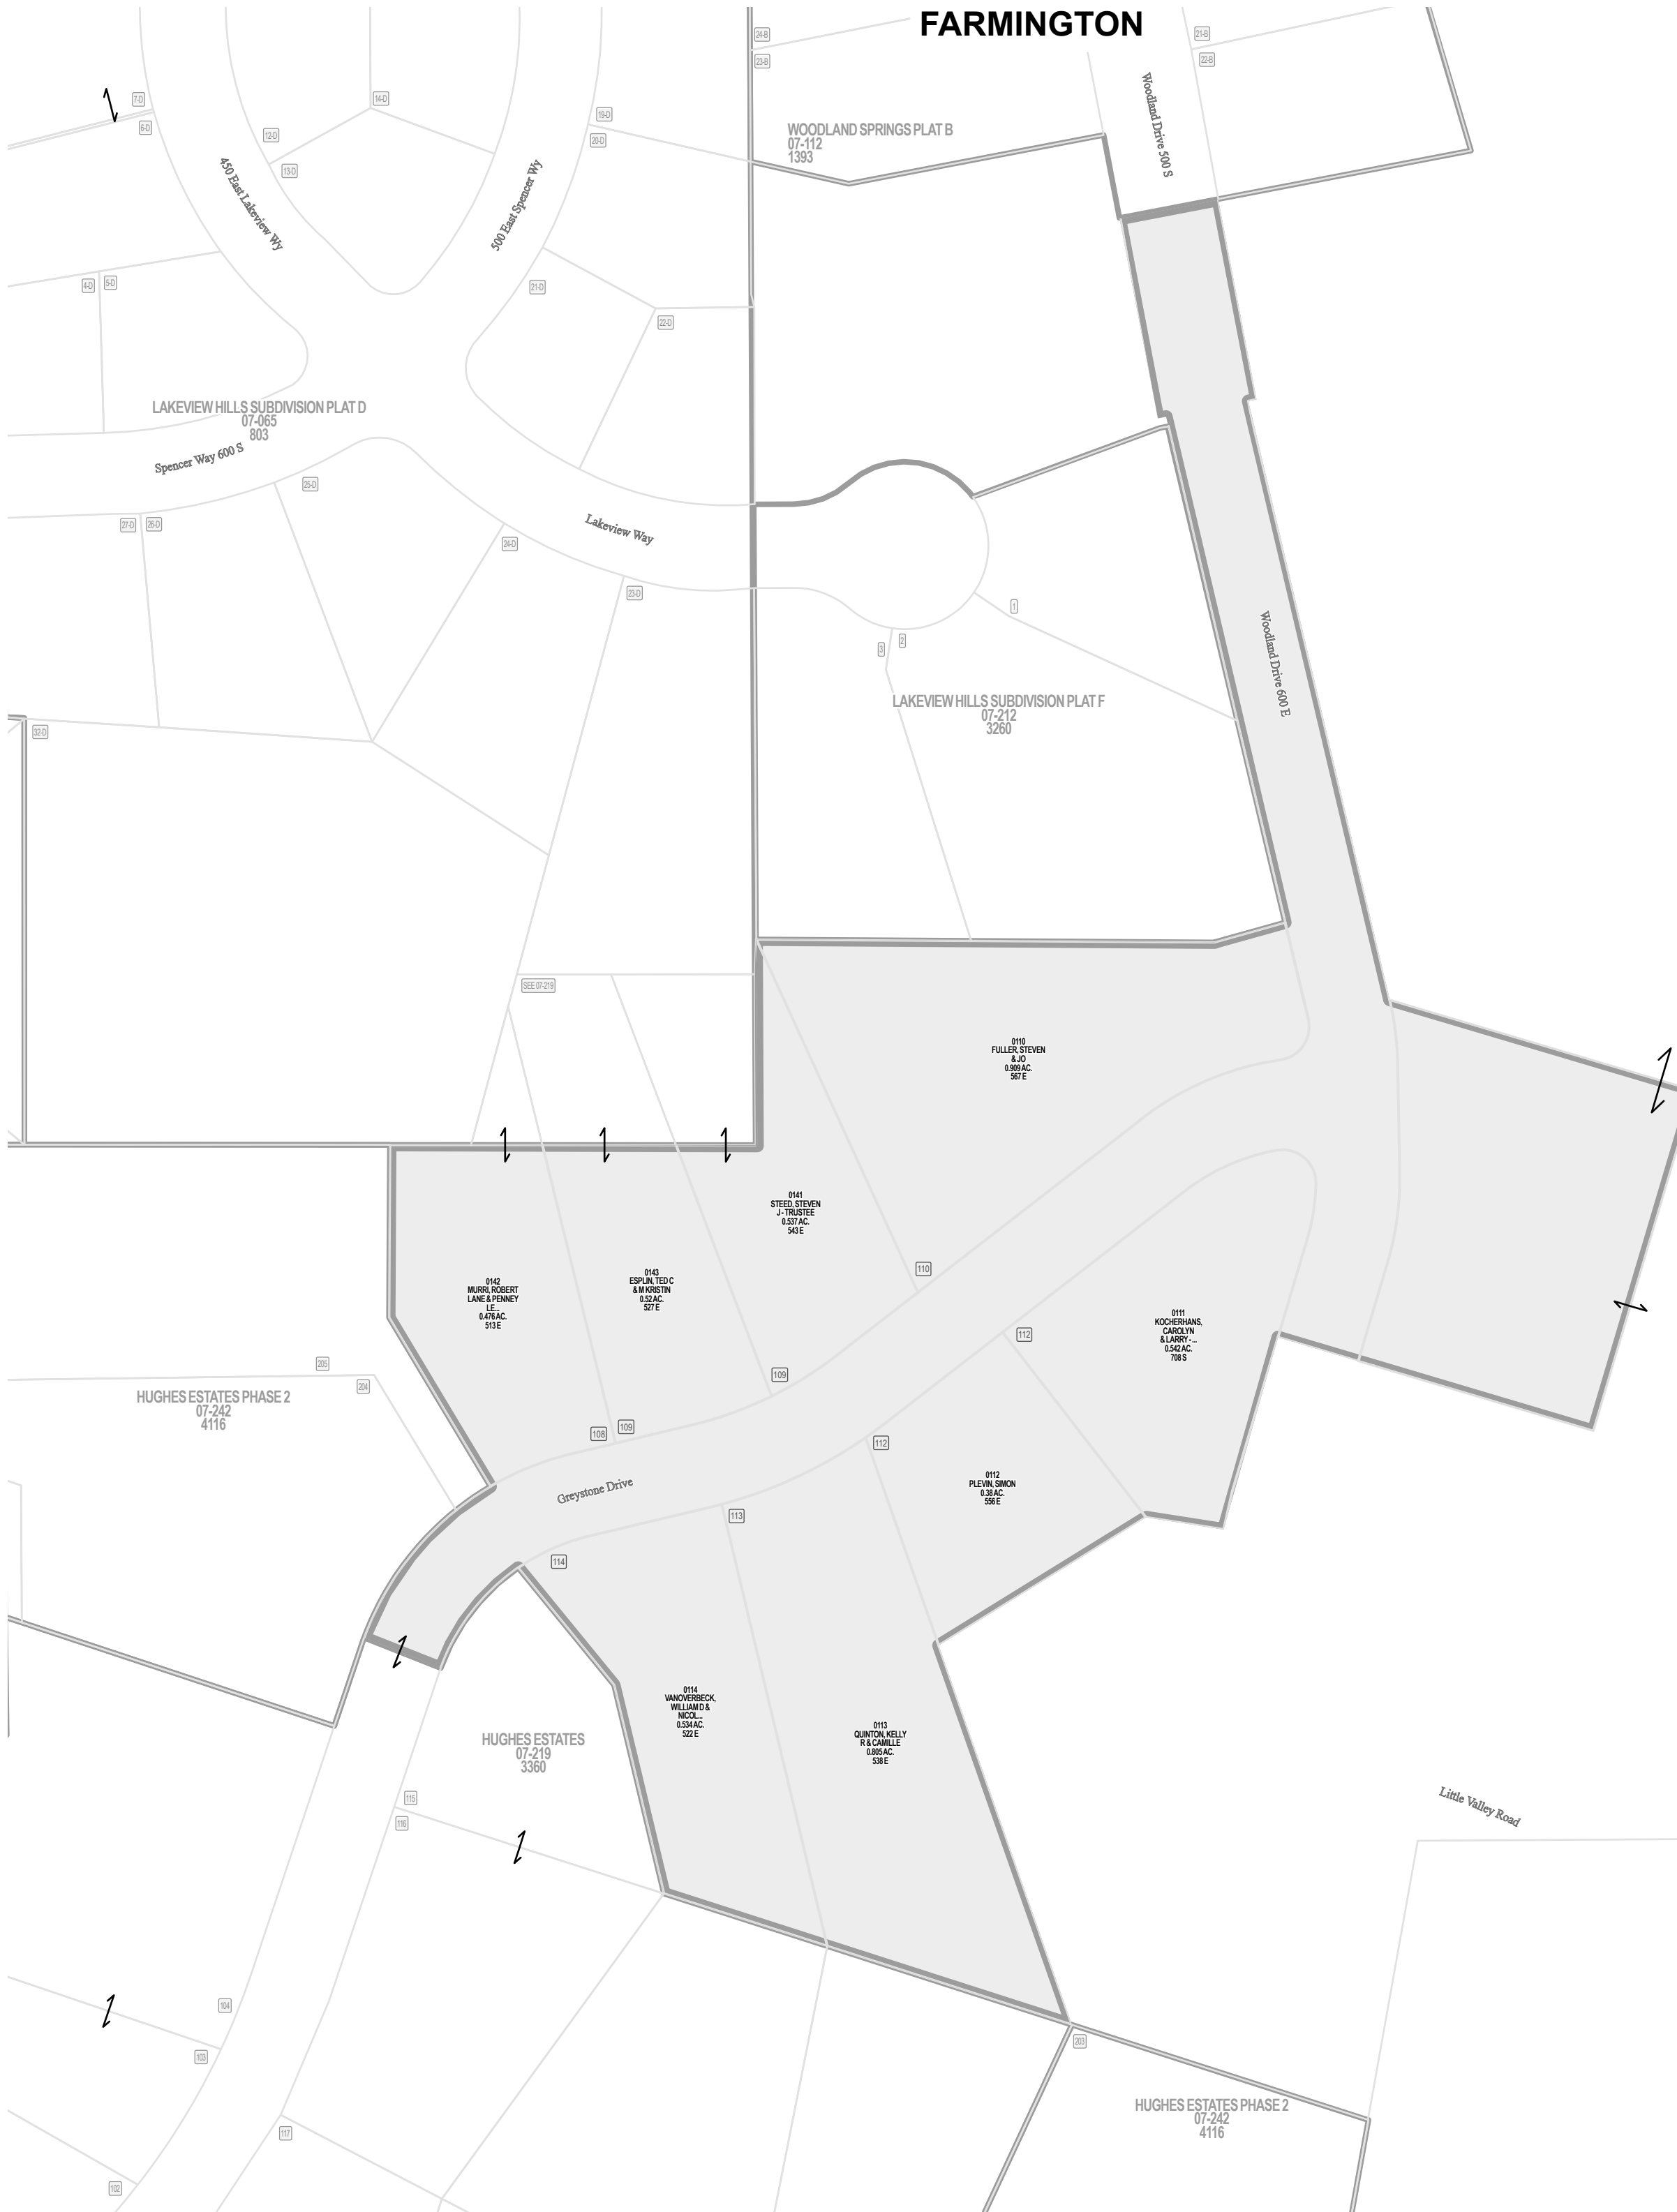 FARMINGTON
24-B
23-B
21-B
22-B
7-D
6-D
14-D
12-D
13-D
19-D
20-D
WOODLAND SPRINGS PLAT B
07-112
1393
Woodland Drive 500 S
450 East Lakeview Wy
500 East Spencer Wy
4-D
5-D
21-D
22-D
LAKEVIEW HILLS SUBDIVISION PLAT D
07-065
803
Spencer Way 600 S
25-D
27-D
26-D
24-D
Lakeview Way
23-D
1
2
3
Woodland Drive 600 E
LAKEVIEW HILLS SUBDIVISION PLAT F
07-212
3260
32-D
SEE 07-219
0110
FULLER, STEVEN
& JO
0.909 AC.
567 E
0141
STEED, STEVEN
J - TRUSTEE
0.537 AC.
543 E
0142
MURRI, ROBERT
LANE & PENNEY
LE...
0.476 AC.
513 E
0143
ESPLIN, TED C
& M KRISTIN
0.52 AC.
527 E
110
0111
KOCHERHANS,
CAROLYN
& LARRY - ...
0.542 AC.
708 S
112
205
204
109
HUGHES ESTATES PHASE 2
07-242
4116
108
109
112
0112
PLEVIN, SIMON
0.38 AC.
556 E
Greystone Drive
113
114
0114
VANOVERBECK,
WILLIAM D &
NICOL...
0.534 AC.
522 E
0113
QUINTON, KELLY
R & CAMILLE
0.805 AC.
538 E
HUGHES ESTATES
07-219
3360
115
116
Little Valley Road
104
103
203
HUGHES ESTATES PHASE 2
07-242
4116
117
102